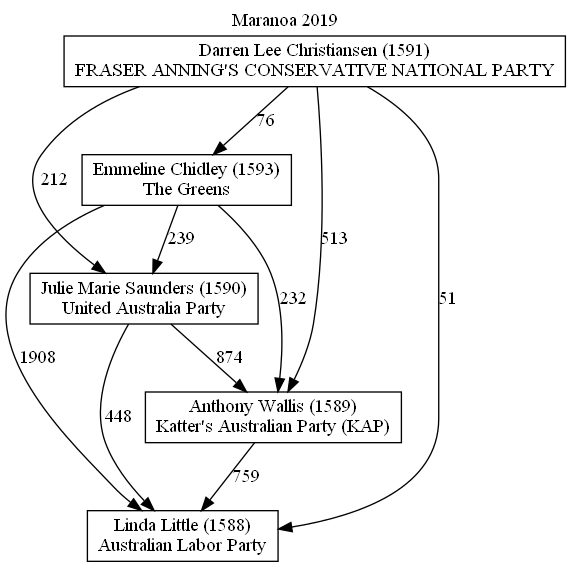 Maranoa 2019
Darren Lee Christiansen (1591)
FRASER ANNING'S CONSERVATIVE NATIONAL PARTY
76
Emmeline Chidley (1593)
The Greens
212
239
513
Julie Marie Saunders (1590)
United Australia Party
232
51
1908
874
Anthony Wallis (1589)
Katter's Australian Party (KAP)
448
759
Linda Little (1588)
Australian Labor Party